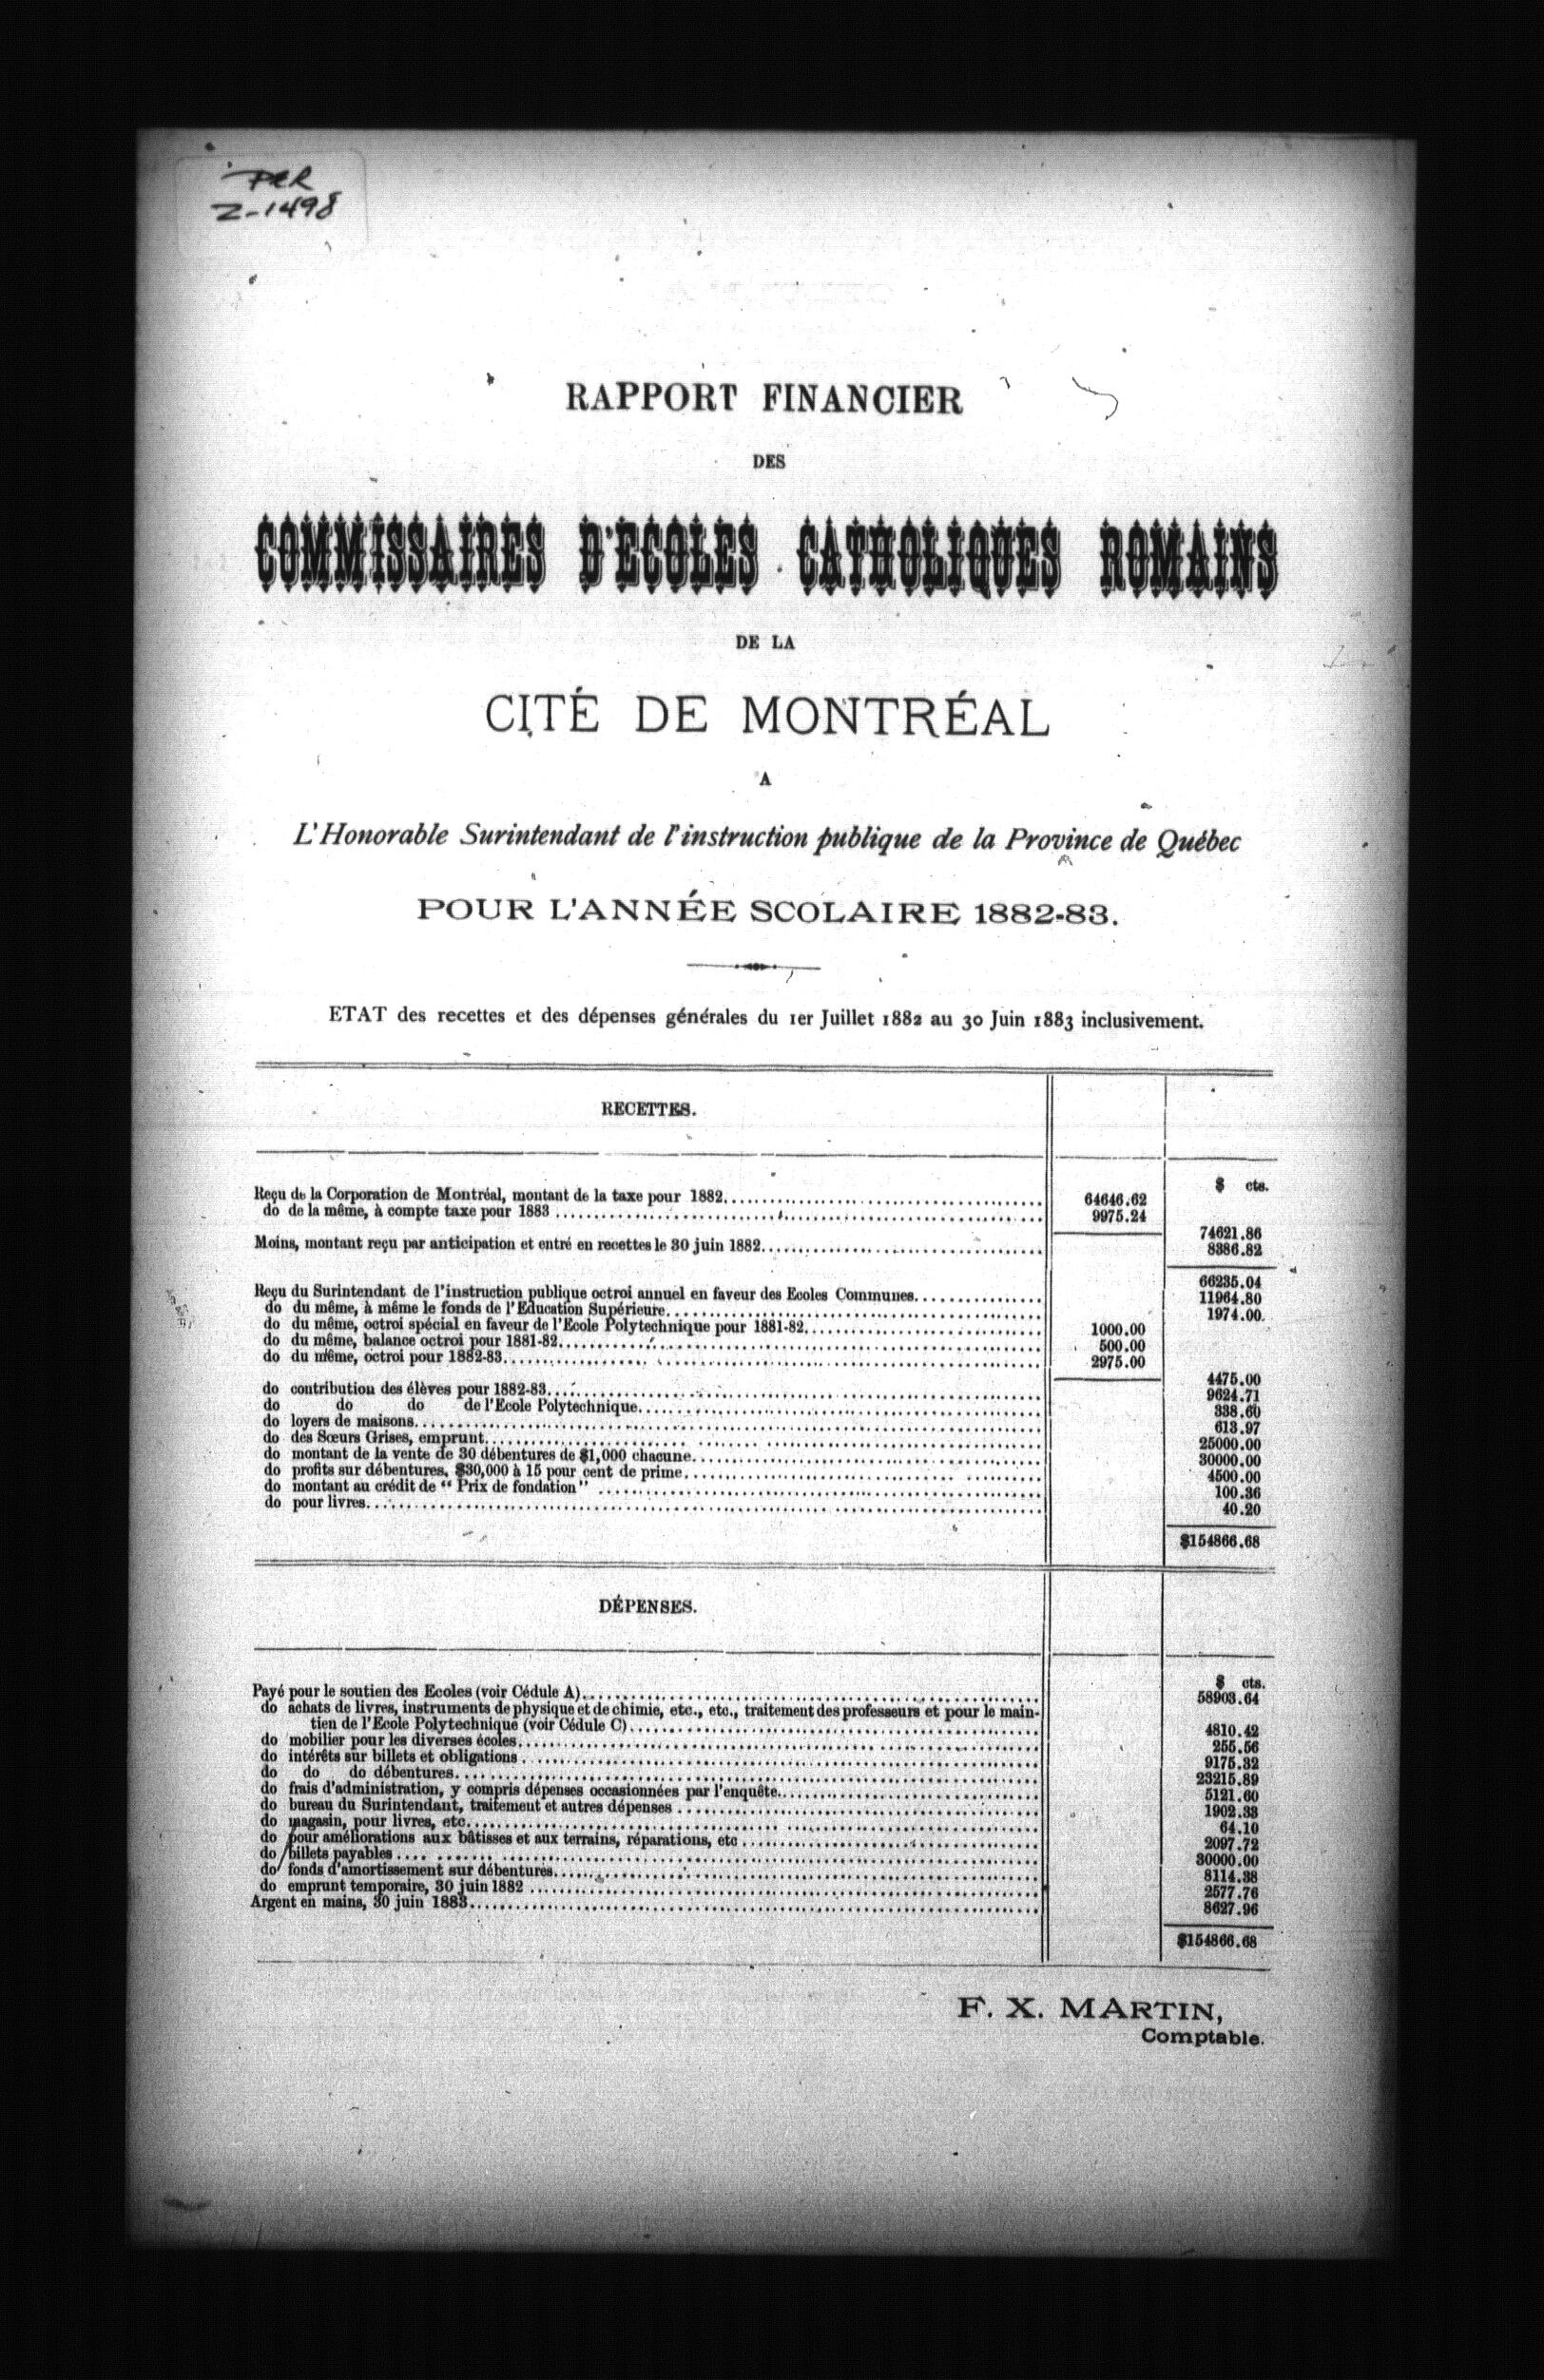 PER
Z-1498
RAPPORT FINANCIER
DES
COMMISSAIRES D'ECOLES CATHOLIQUES ROMAINS
DE LA
CITÉ DE MONTRÉAL
A
L'Honorable Surintendant de l'instruction publique de la Province de Québec
POUR L'ANNÉE SCOLAIRE 1882-83.
ETAT des recettes et des dépenses générales du 1er Juillet 1882 au 30 Juin 1883 inclusivement.
RECETTES.
$ cts.
Reçu de la Corporation de Montréal, montant de la taxe pour 1882 64646.62
do de la même, à compte taxe pour 1883 9975.24
74621.86
Moins, montant reçu par anticipation et entré en recettes le 30 juin 1882 8386.82
66235.04
Reçu du Surintendant de l'instruction publique octroi annuel en faveur des Ecoles Communes 11964.80
do du même, à même le fonds de l'Education Supérieure 1974.00
do du même, octroi spécial en faveur de l'Ecole Polytechnique pour 1881-82 1000.00
do du même, balance octroi pour 1881-82 500.00
do du même, octroi pour 1882-83 2975.00
4475.00
do contribution des élèves pour 1882-83 9624.71
do do do de l'Ecole Polytechnique 338.60
do loyers de maisons 613.97
do des Sœurs Grises, emprunt 25000.00
do montant de la vente de 30 débentures de $1,000 chacune 30000.00
do profits sur débentures, $30,000 à 15 pour cent de prime 4500.00
do montant au crédit de “ Prix de fondation ” 100.36
do pour livres 40.20
$154866.68
DÉPENSES.
$ cts.
Payé pour le soutien des Ecoles (voir Cédule A) 58903.64
do achats de livres, instruments de physique et de chimie, etc., etc., traitement des professeurs et pour le main-
tien de l'Ecole Polytechnique (voir Cédule C) 4810.42
do mobilier pour les diverses écoles 255.56
do intérêts sur billets et obligations 9175.32
do do do débentures 23215.89
do frais d'administration, y compris dépenses occasionnées par l'enquête 5121.60
do bureau du Surintendant, traitement et autres dépenses 1902.33
do magasin, pour livres, etc 64.10
do pour améliorations aux bâtisses et aux terrains, réparations, etc 2097.72
do billets payables 30000.00
do fonds d'amortissement sur débentures 8114.38
do emprunt temporaire, 30 juin 1882 2577.76
Argent en mains, 30 juin 1883 8627.96
$154866.68
F. X. MARTIN,
Comptable.